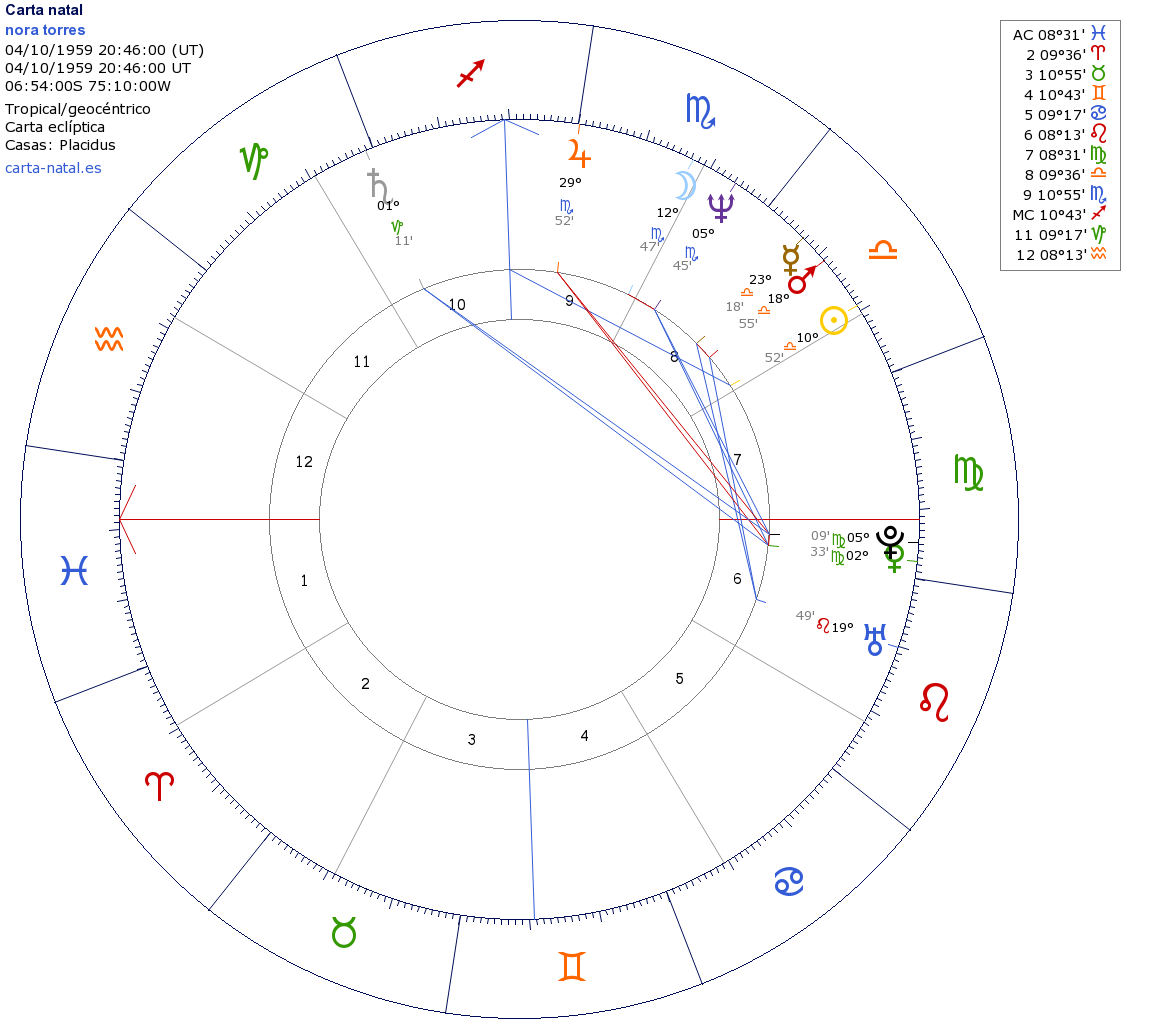 Carta natal
nora torres
04/10/1959 20:46:00 (UT)
04/10/1959 20:46:00 UT
06:54:00S 75:10:00W
Tropical/geocéntrico
Carta eclíptica
Casas: Placidus
carta-natal.es
AC 08°31' ♓
2 09°36' ♈
3 10°55' ♉
4 10°43' ♊
5 09°17' ♋
6 08°13' ♌
7 08°31' ♍
8 09°36' ♎
9 10°55' ♏
MC 10°43' ♐
11 09°17' ♑
12 08°13' ♒
♐
♏
♑
♎
♒
♍
♓
♌
♈
♋
♉
♊
♄ 01° ♑ 11'
♃ 29° ♏ 52'
☽ 12° ♏ 47'
♆ 05° ♏ 45'
☿ 23° ♎ 18'
♂ 18° ♎ 55'
☉ 10° ♎ 52'
♇ 05° ♍ 09'
♀ 02° ♍ 33'
♅ 19° ♌ 49'
10
9
11
8
12
7
1
6
2
5
3
4